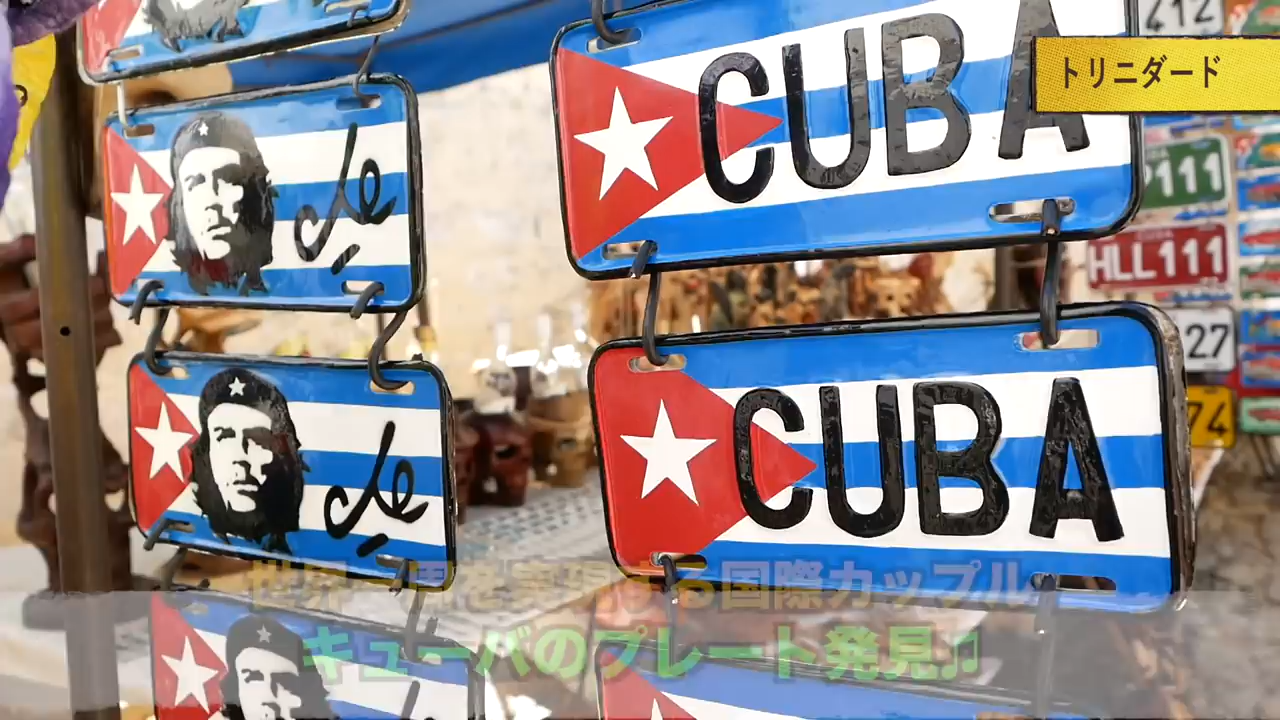 412
CUBA
トリニダード
che
P111
HLL111
27
CUBA
che
74
世界一周を実現する国際カップル
キューバのプレート発見♫